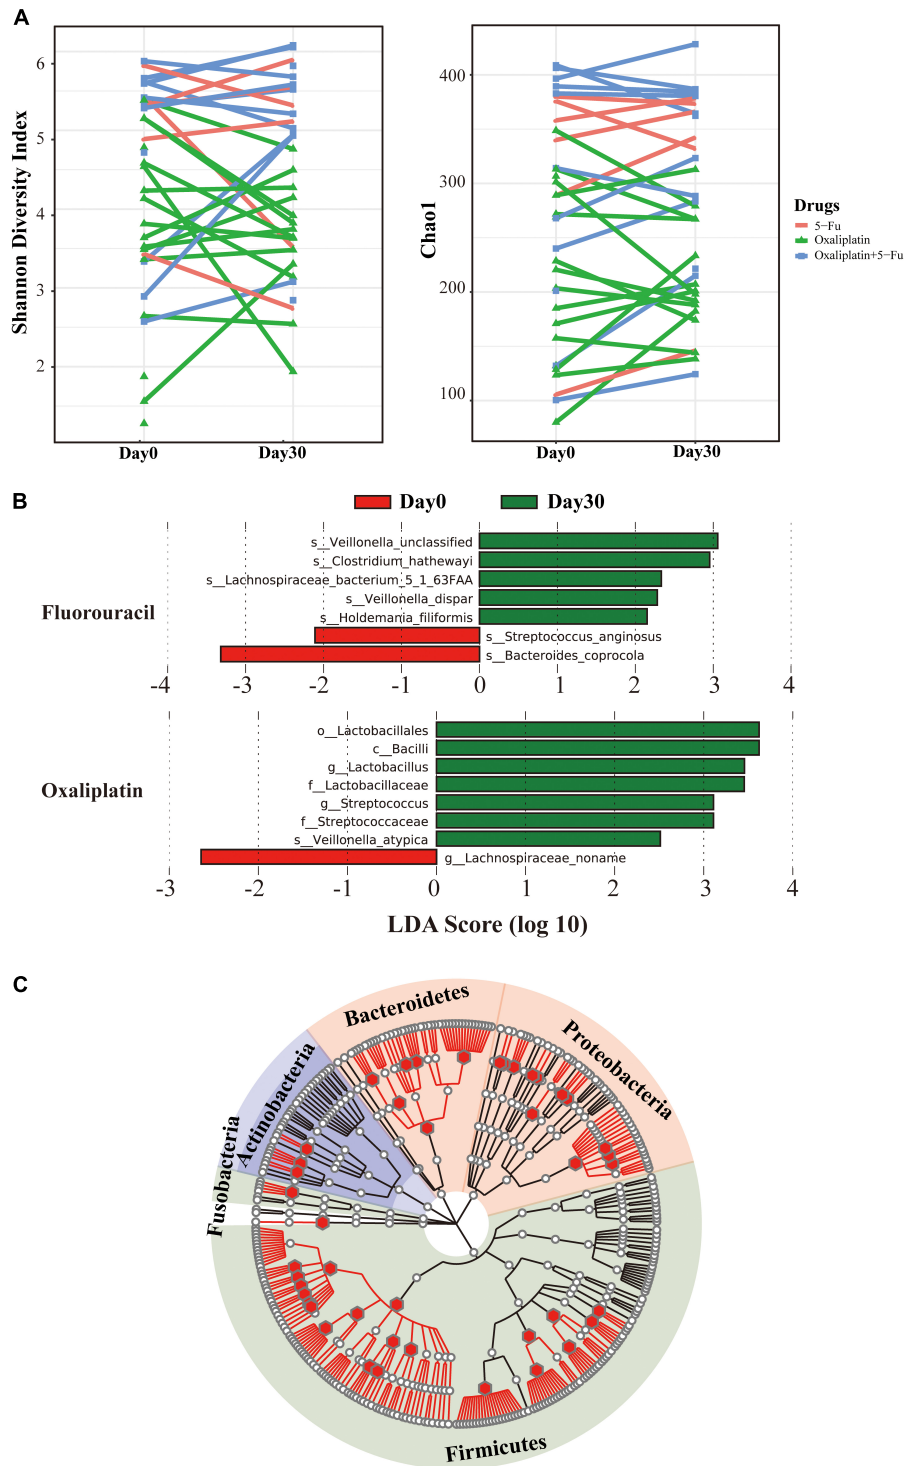 A
Shannon Diversity Index
6
5
4
3
2
Day0 Day30
Chao1
400
300
200
100
Day0 Day30
Drugs
5−Fu
Oxaliplatin
Oxaliplatin+5−Fu
B
Day0 Day30
Fluorouracil
s__Veillonella_unclassified
s__Clostridium_hathewayi
s__Lachnospiraceae_bacterium_5_1_63FAA
s__Veillonella_dispar
s__Holdemania_filiformis
s__Streptococcus_anginosus
s__Bacteroides_coprocola
-4 -3 -2 -1 0 1 2 3 4
Oxaliplatin
o__Lactobacillales
c__Bacilli
g__Lactobacillus
f__Lactobacillaceae
g__Streptococcus
f__Streptococcaceae
s__Veillonella_atypica
g__Lachnospiraceae_noname
-3 -2 -1 0 1 2 3 4
LDA Score (log 10)
C
Bacteroidetes
Proteobacteria
Actinobacteria
Fusobacteria
Firmicutes